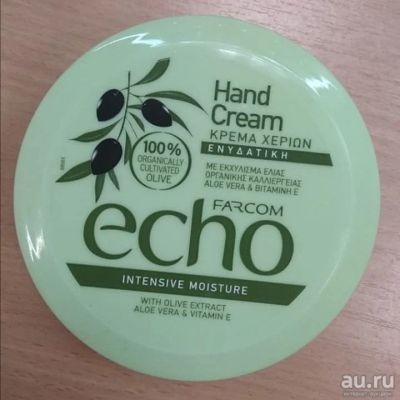 Hand
Cream
ΚΡΕΜΑ ΧΕΡΙΩΝ
ΕΝΥΔΑΤΙΚΗ
100%
ORGANICALLY
CULTIVATED
OLIVE
ΜΕ ΕΚΧΥΛΙΣΜΑ ΕΛΙΑΣ
ΟΡΓΑΝΙΚΗΣ ΚΑΛΛΙΕΡΓΕΙΑΣ
ALOE VERA & ΒΙΤΑΜΙΝΗ Ε
FARCOM
echo
INTENSIVE MOISTURE
WITH OLIVE EXTRACT
ALOE VERA & VITAMIN E
au.ru